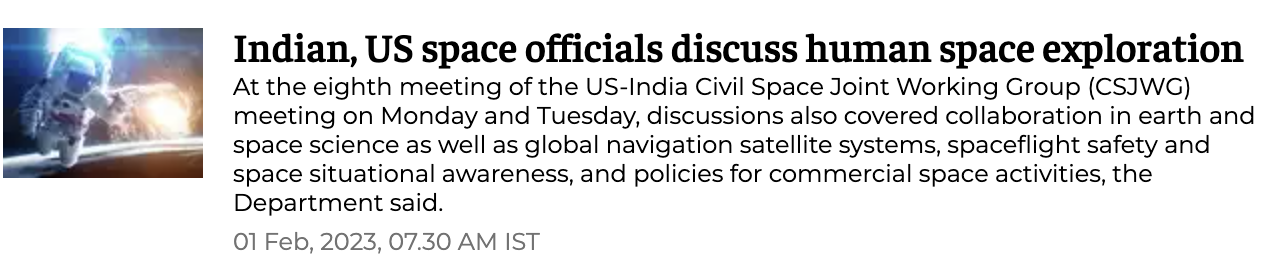 Indian, US space officials discuss human space exploration
At the eighth meeting of the US-India Civil Space Joint Working Group (CSJWG)
meeting on Monday and Tuesday, discussions also covered collaboration in earth and
space science as well as global navigation satellite systems, spaceflight safety and
space situational awareness, and policies for commercial space activities, the
Department said.
01 Feb, 2023, 07.30 AM IST